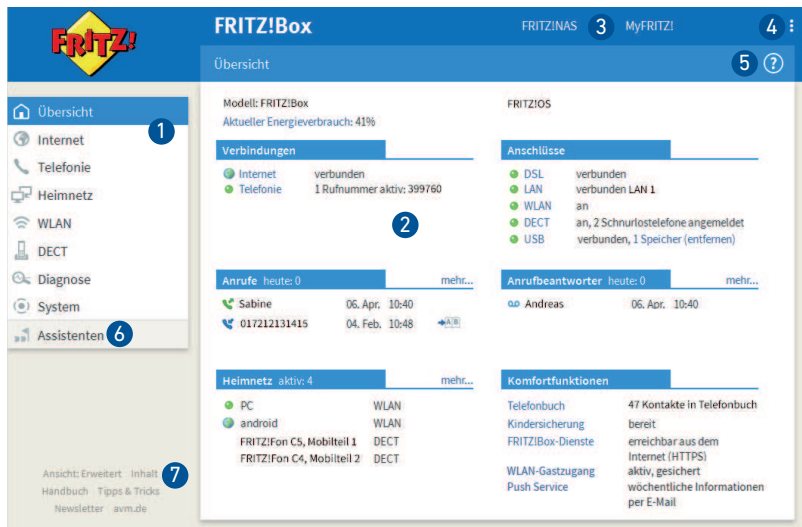 FRITZ!
FRITZ!Box
FRITZ!NAS 3 MyFRITZ! 4
Übersicht 5 ?
Übersicht
1
Internet
Telefonie
Heimnetz
WLAN
DECT
Diagnose
System
Assistenten 6
Ansicht: Erweitert Inhalt 7
Handbuch Tipps & Tricks
Newsletter avm.de
Modell: FRITZ!Box
Aktueller Energieverbrauch: 41%
FRITZ!OS
Verbindungen
Internet verbunden
Telefonie 1 Rufnummer aktiv: 399760
2
Anschlüsse
DSL verbunden
LAN verbunden LAN 1
WLAN an
DECT an, 2 Schnurlostelefone angemeldet
USB verbunden, 1 Speicher (entfernen)
Anrufe heute: 0 mehr...
Sabine 06. Apr. 10:40
017212131415 04. Feb. 10:48 A B
Anrufbeantworter heute: 0 mehr...
Andreas 06. Apr. 10:40
Heimnetz aktiv: 4 mehr...
PC WLAN
android WLAN
FRITZ!Fon C5, Mobilteil 1 DECT
FRITZ!Fon C4, Mobilteil 2 DECT
Komfortfunktionen
Telefonbuch 47 Kontakte in Telefonbuch
Kindersicherung bereit
FRITZ!Box-Dienste erreichbar aus dem
Internet (HTTPS)
WLAN-Gastzugang aktiv, gesichert
Push Service wöchentliche Informationen
per E-Mail